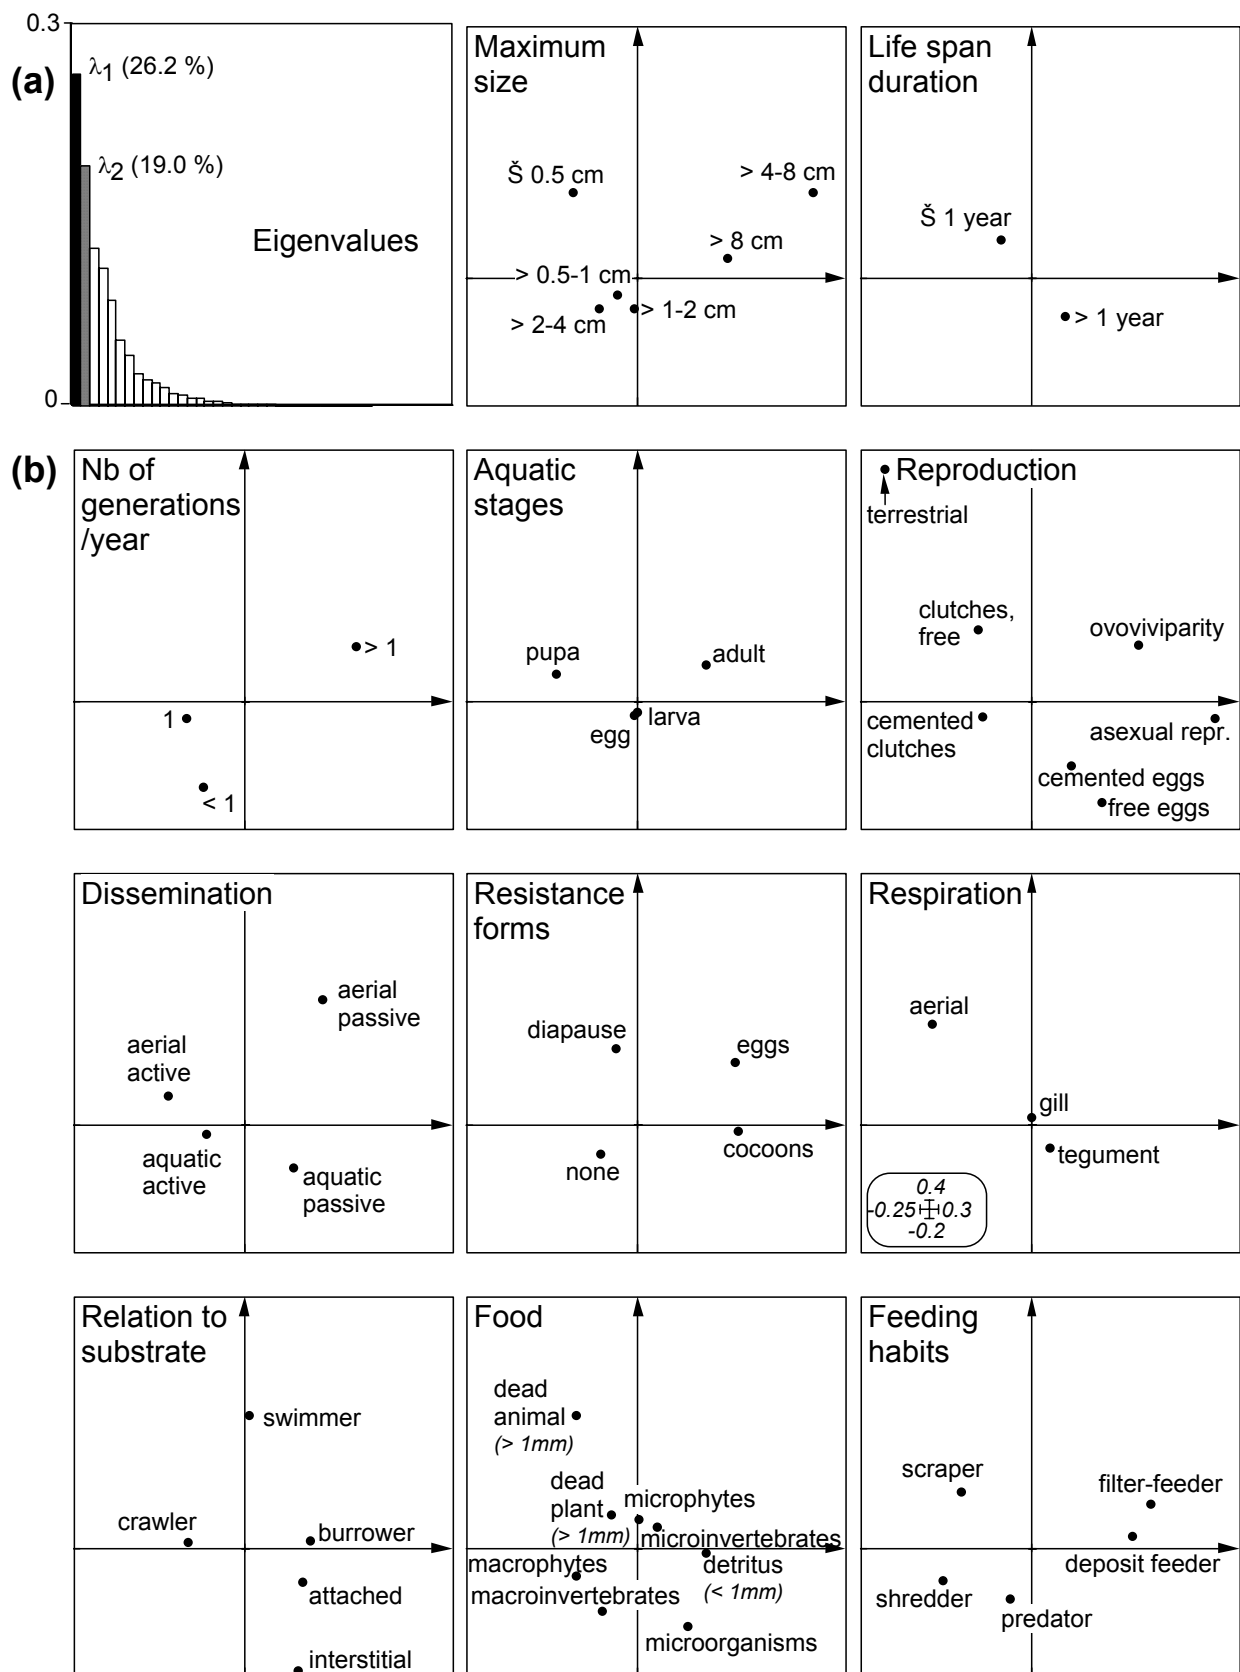 0.3
(a)
λ1 (26.2 %)
λ2 (19.0 %)
Eigenvalues
0
Maximum
size
Š 0.5 cm
> 4-8 cm
> 8 cm
> 0.5-1 cm
> 1-2 cm
> 2-4 cm
Life span
duration
Š 1 year
> 1 year
(b)
Nb of
generations
/year
> 1
1
< 1
Aquatic
stages
pupa
adult
larva
egg
Reproduction
terrestrial
clutches,
free
ovoviviparity
cemented
clutches
asexual repr.
cemented eggs
free eggs
Dissemination
aerial
passive
aerial
active
aquatic
active
aquatic
passive
Resistance
forms
diapause
eggs
cocoons
none
Respiration
aerial
gill
tegument
0.4
-0.25
0.3
-0.2
Relation to
substrate
swimmer
crawler
burrower
attached
interstitial
Food
dead
animal
(> 1mm)
dead
plant
(> 1mm)
microphytes
microinvertebrates
macrophytes
detritus
(< 1mm)
macroinvertebrates
microorganisms
Feeding
habits
scraper
filter-feeder
deposit feeder
shredder
predator